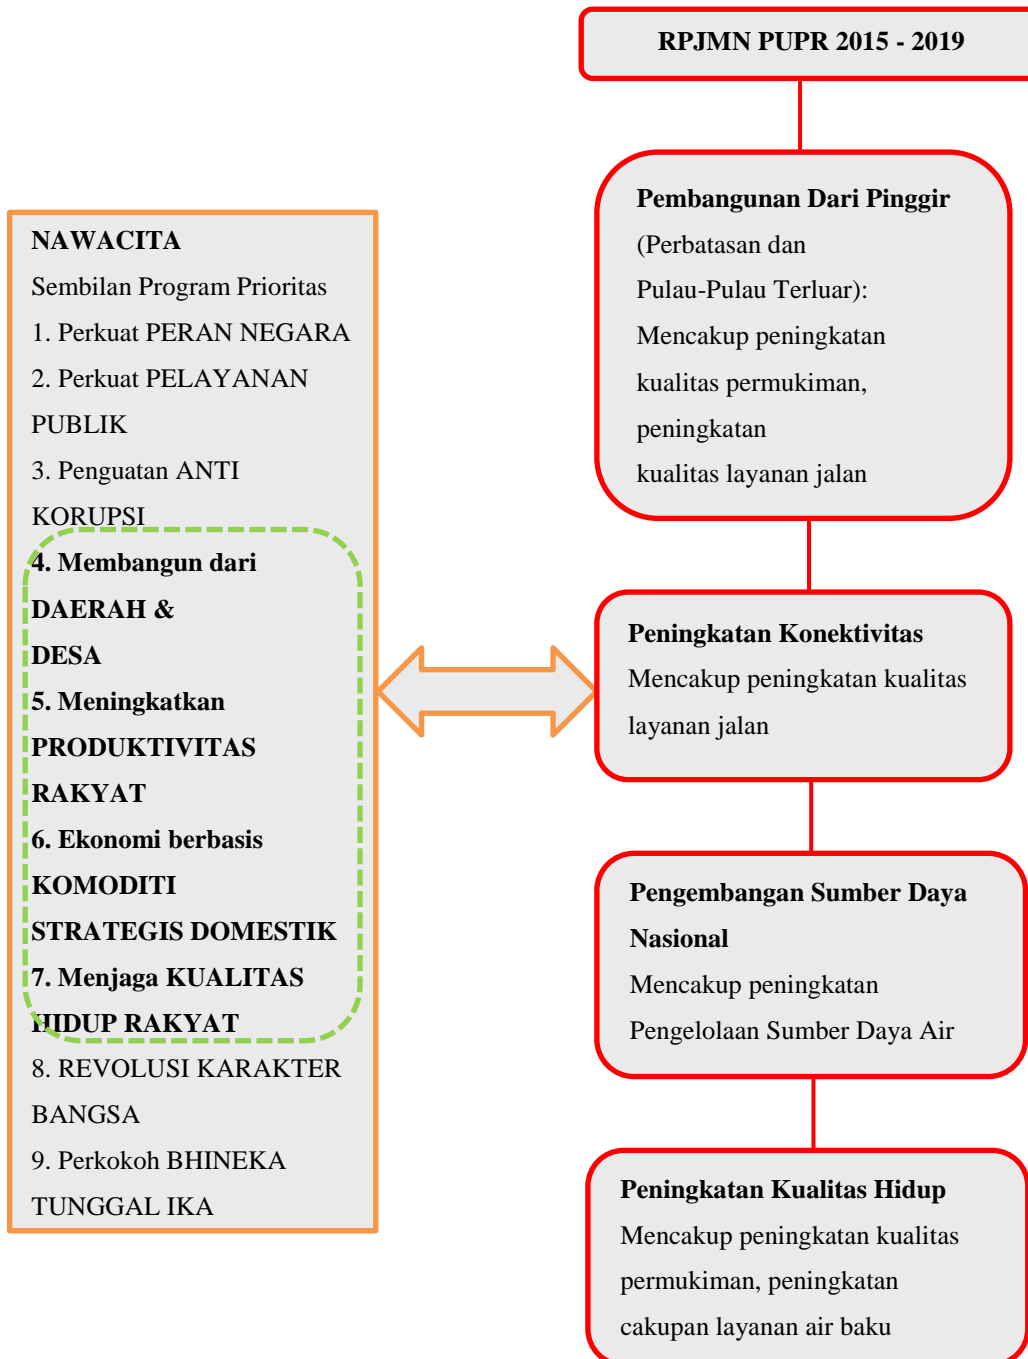 RPJMN PUPR 2015 - 2019
NAWACITA
Sembilan Program Prioritas
1. Perkuat PERAN NEGARA
2. Perkuat PELAYANAN
PUBLIK
3. Penguatan ANTI
KORUPSI
4. Membangun dari
DAERAH &
DESA
5. Meningkatkan
PRODUKTIVITAS
RAKYAT
6. Ekonomi berbasis
KOMODITI
STRATEGIS DOMESTIK
7. Menjaga KUALITAS
HIDUP RAKYAT
8. REVOLUSI KARAKTER
BANGSA
9. Perkokoh BHINEKA
TUNGGAL IKA
Pembangunan Dari Pinggir
(Perbatasan dan
Pulau-Pulau Terluar):
Mencakup peningkatan
kualitas permukiman,
peningkatan
kualitas layanan jalan
Peningkatan Konektivitas
Mencakup peningkatan kualitas
layanan jalan
Pengembangan Sumber Daya
Nasional
Mencakup peningkatan
Pengelolaan Sumber Daya Air
Peningkatan Kualitas Hidup
Mencakup peningkatan kualitas
permukiman, peningkatan
cakupan layanan air baku